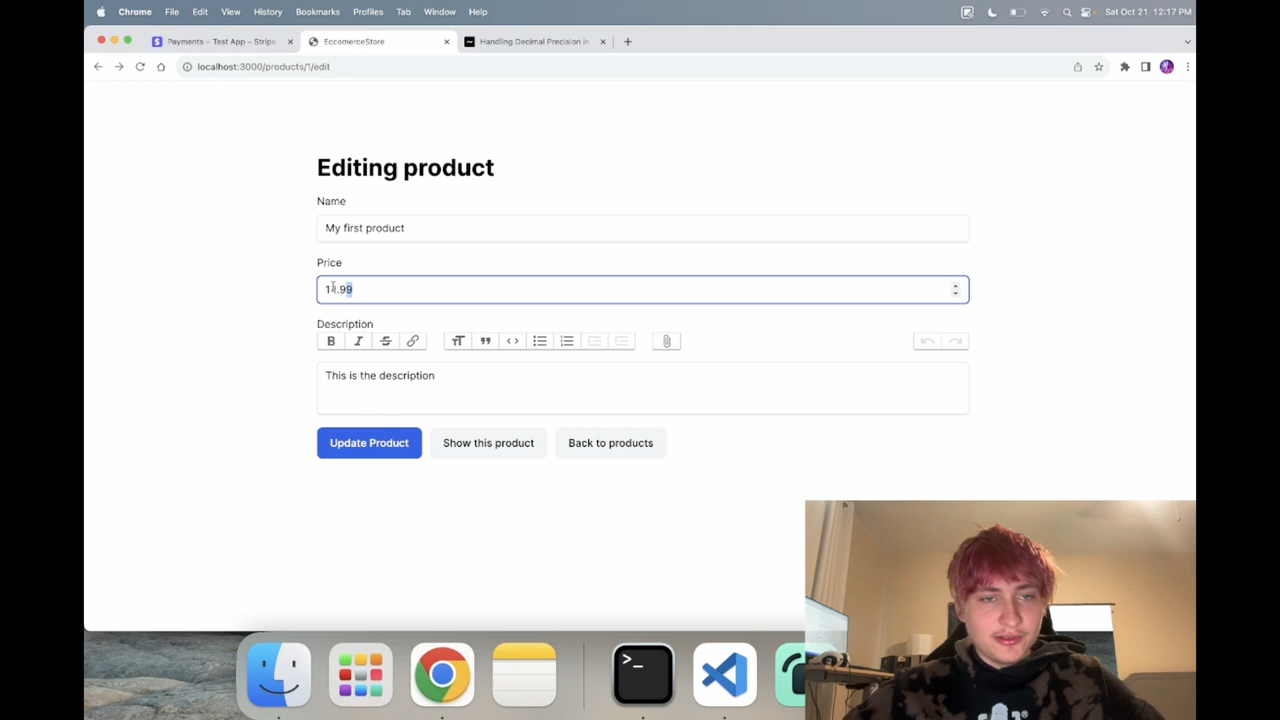 Chrome File Edit View History Bookmarks Profiles Tab Window Help Sat Oct 21 12:17 PM
Payments – Test App – Stripe EccomerceStore Handling Decimal Precision in
localhost:3000/products/1/edit
Editing product
Name
My first product
Price
Description
This is the description
Update Product Show this product Back to products